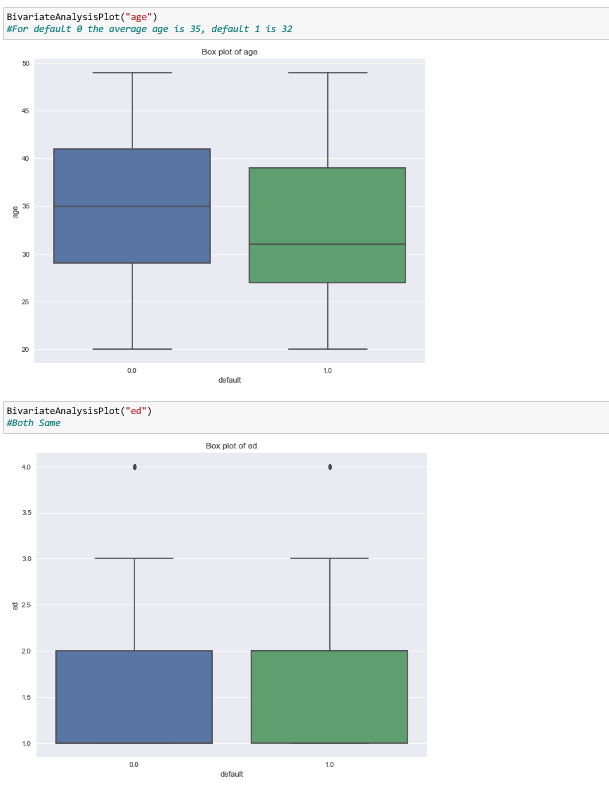 BivariateAnalysisPlot("age")
#For default 0 the average age is 35, default 1 is 32
Box plot of age
50
45
40
35
30
25
20
age
0.0 1.0
default
BivariateAnalysisPlot("ed")
#Both Same
Box plot of ed
4.0
3.5
3.0
2.5
2.0
1.5
1.0
ed
0.0 1.0
default